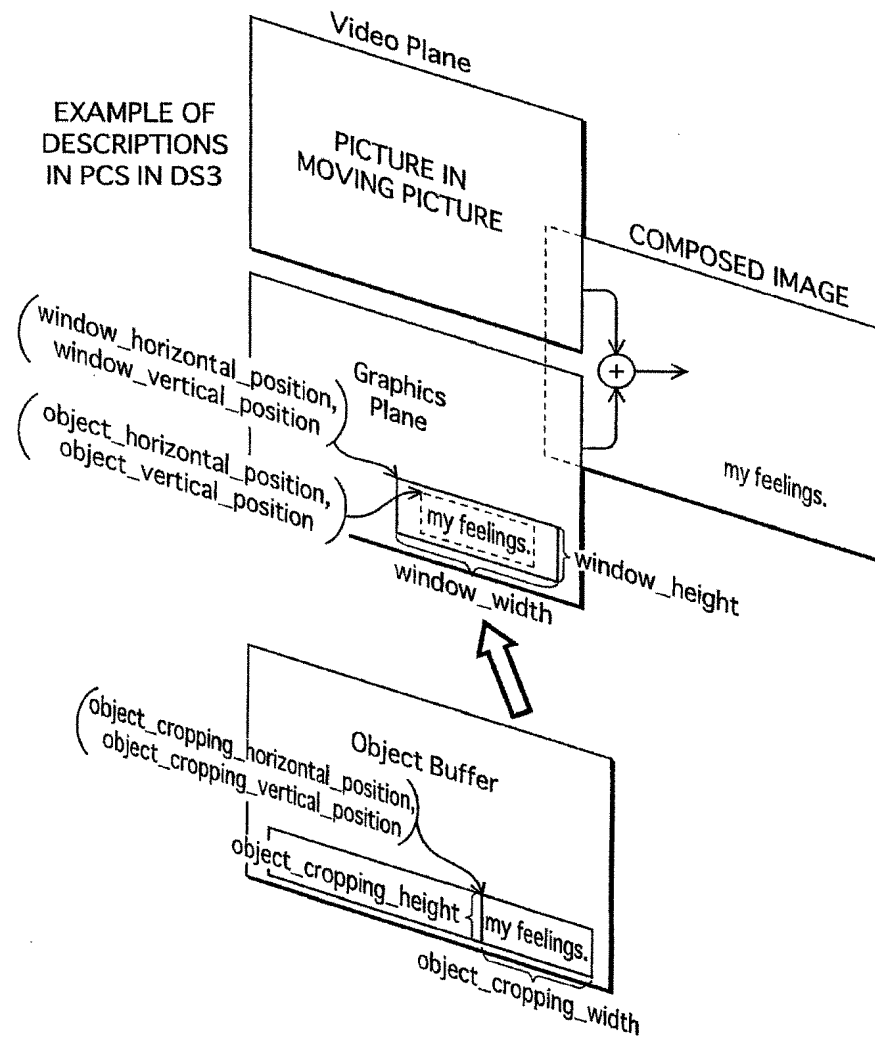 Video Plane
EXAMPLE OF
DESCRIPTIONS
IN PCS IN DS3
PICTURE IN
MOVING PICTURE
COMPOSED IMAGE
(window_horizontal_position,
window_vertical_position)
Graphics
Plane
(object_horizontal_position,
object_vertical_position)
+
my feelings.
my feelings.
window_height
window_width
(object_cropping_horizontal_position,
object_cropping_vertical_position)
Object Buffer
object_cropping_height
my feelings.
object_cropping_width